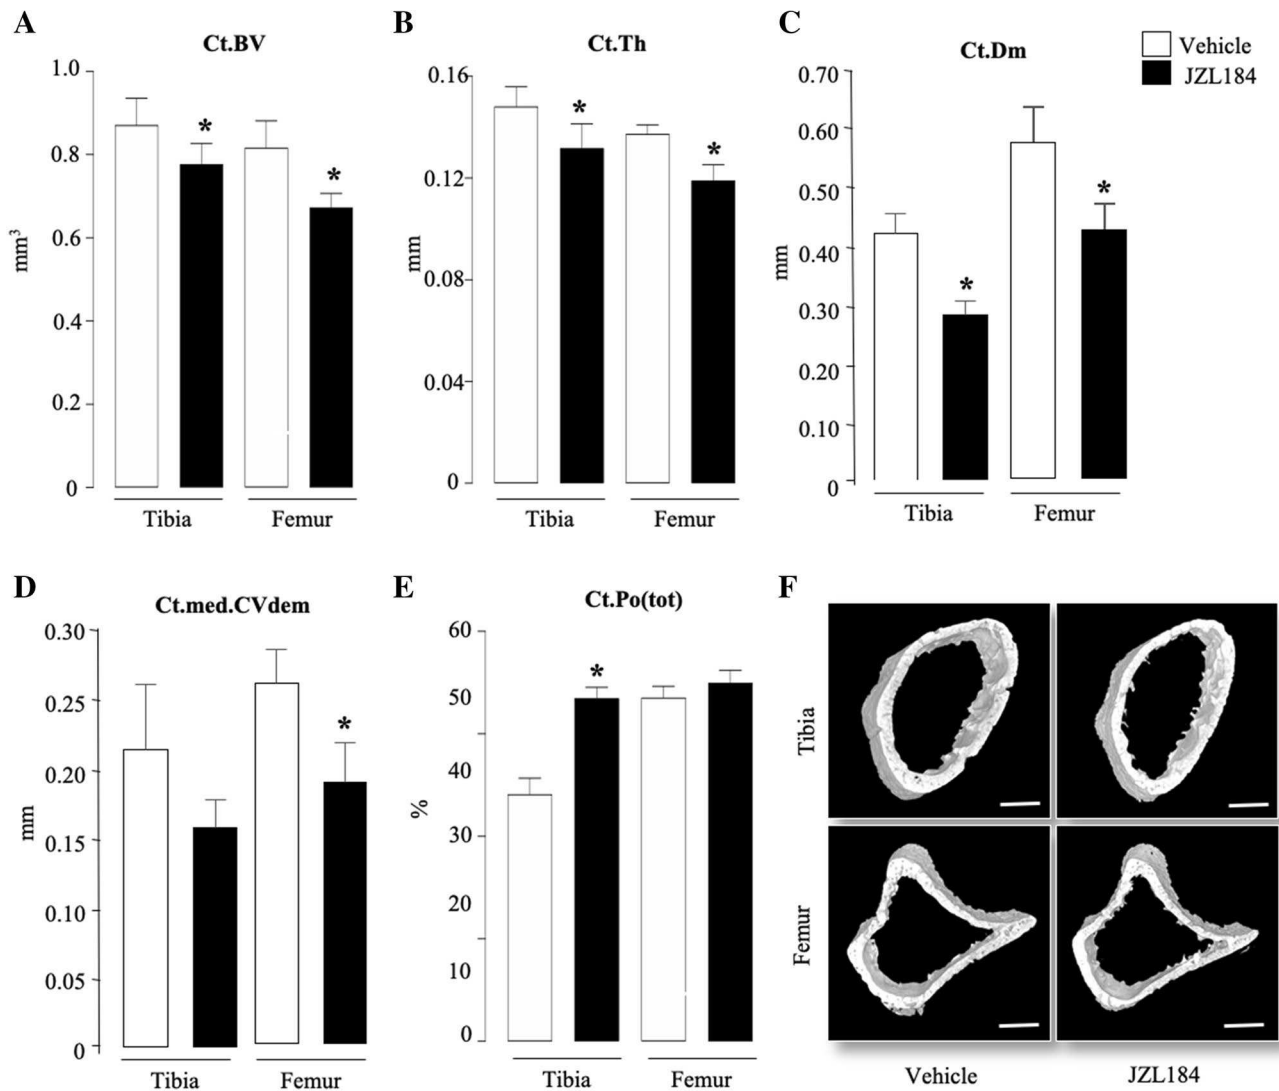 A
Ct.BV
1.0
0.8
0.6
0.4
0.2
0
mm³
*
*
Tibia
Femur
B
Ct.Th
0.16
0.12
0.08
0.04
0
mm
*
*
Tibia
Femur
C
Ct.Dm
0.70
0.60
0.50
0.40
0.30
0.20
0.10
0
mm
*
*
Tibia
Femur
Vehicle
JZL184
D
Ct.med.CVdem
0.30
0.25
0.20
0.15
0.10
0.05
0
mm
*
Tibia
Femur
E
Ct.Po(tot)
60
50
40
30
20
10
0
%
*
Tibia
Femur
F
Tibia
Femur
Vehicle
JZL184